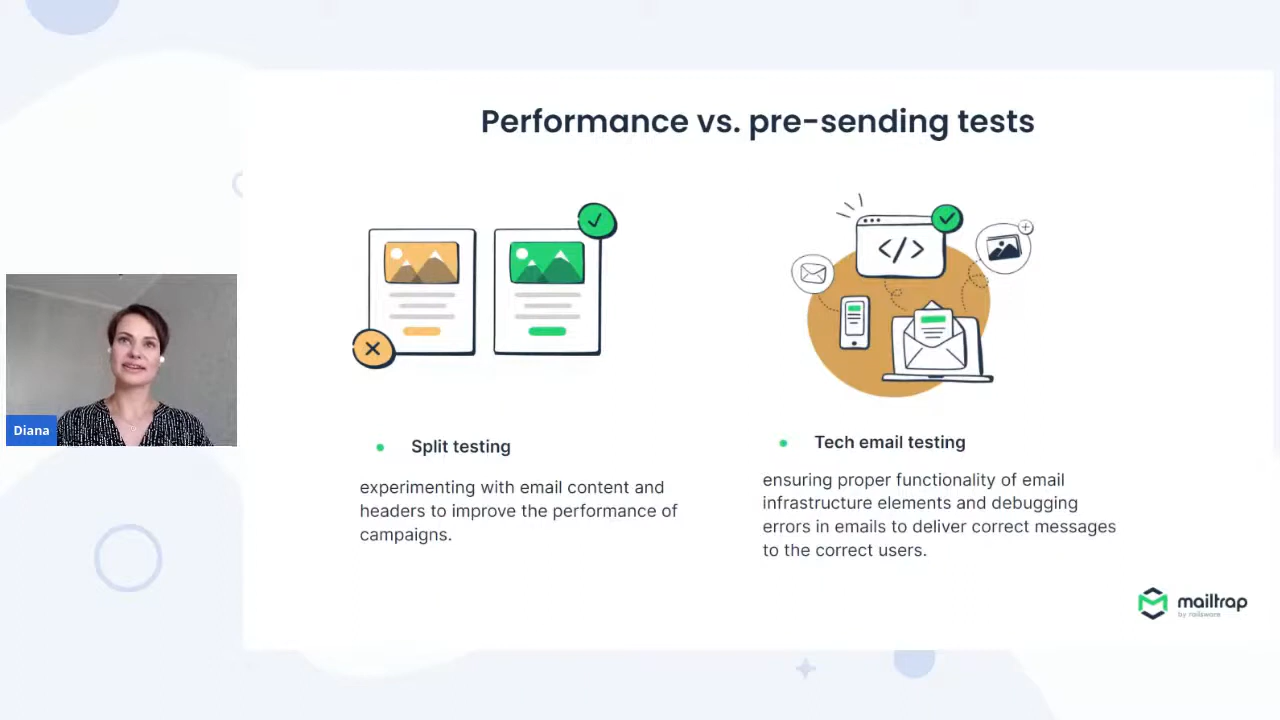 Performance vs. pre-sending tests
Diana
Split testing
experimenting with email content and
headers to improve the performance of
campaigns.
</>
Tech email testing
ensuring proper functionality of email
infrastructure elements and debugging
errors in emails to deliver correct messages
to the correct users.
mailtrap
by railsware